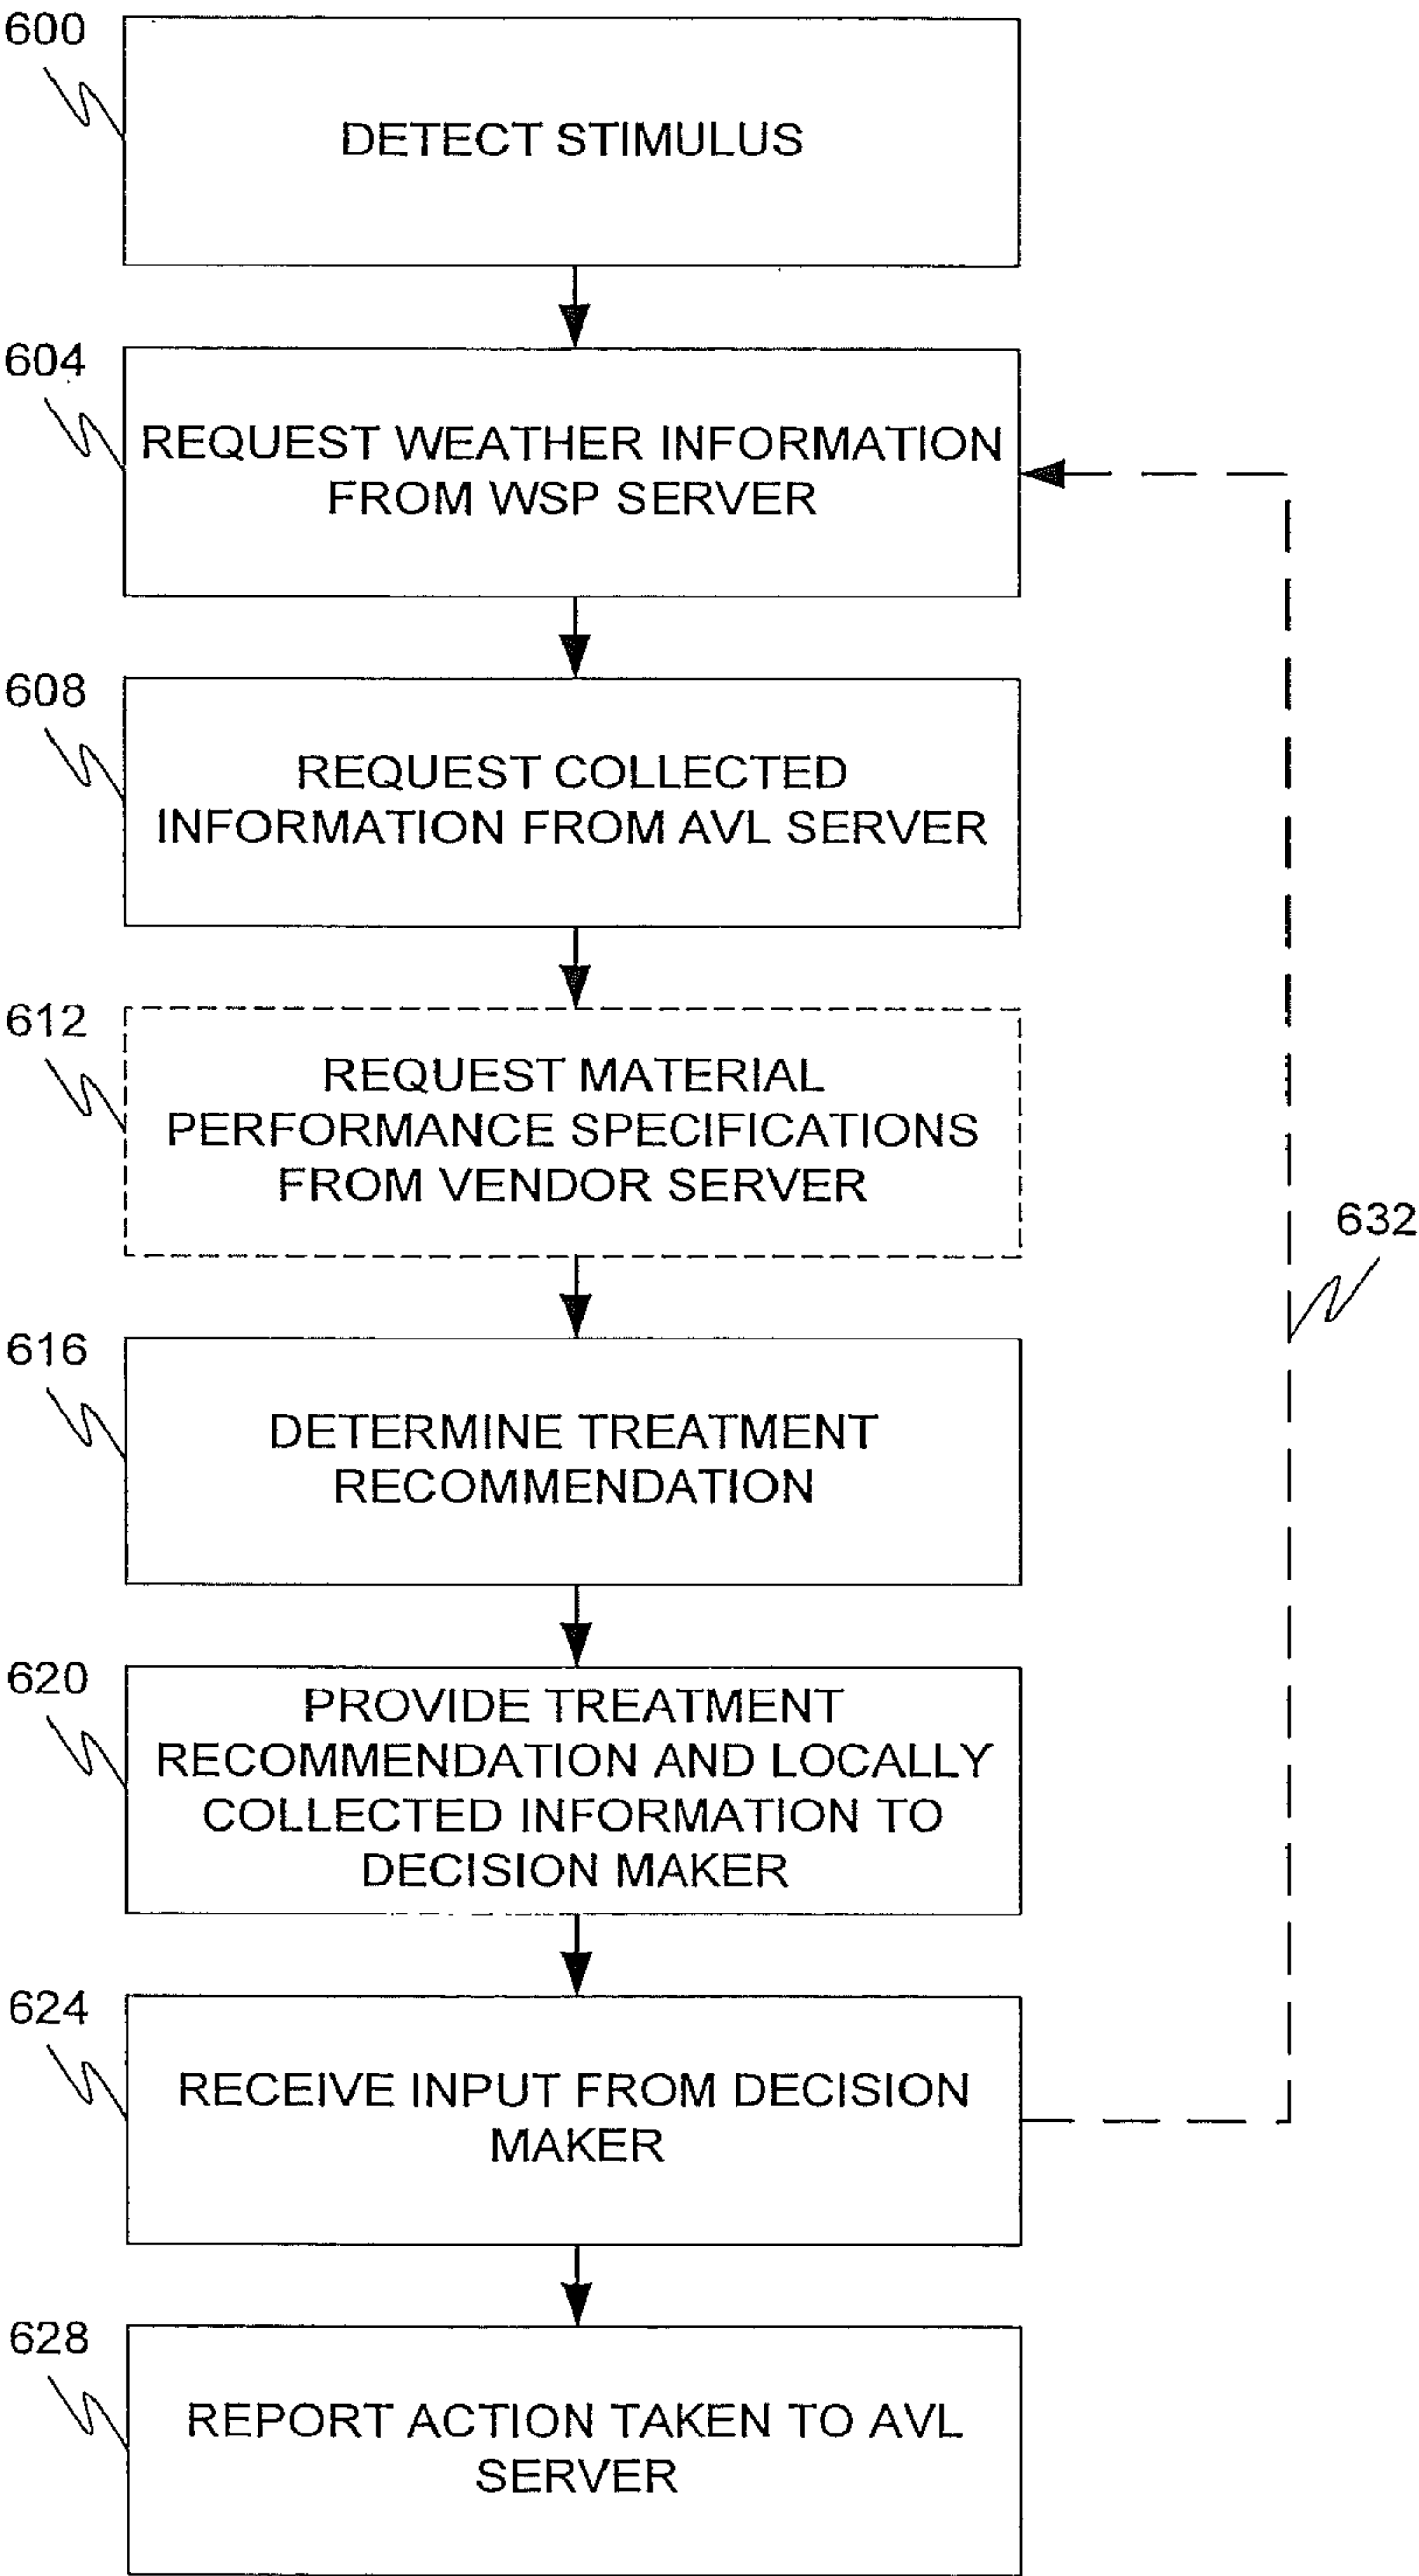 600
DETECT STIMULUS
604
REQUEST WEATHER INFORMATION
FROM WSP SERVER
608
REQUEST COLLECTED
INFORMATION FROM AVL SERVER
612
REQUEST MATERIAL
PERFORMANCE SPECIFICATIONS
FROM VENDOR SERVER
632
616
DETERMINE TREATMENT
RECOMMENDATION
620
PROVIDE TREATMENT
RECOMMENDATION AND LOCALLY
COLLECTED INFORMATION TO
DECISION MAKER
624
RECEIVE INPUT FROM DECISION
MAKER
628
REPORT ACTION TAKEN TO AVL
SERVER